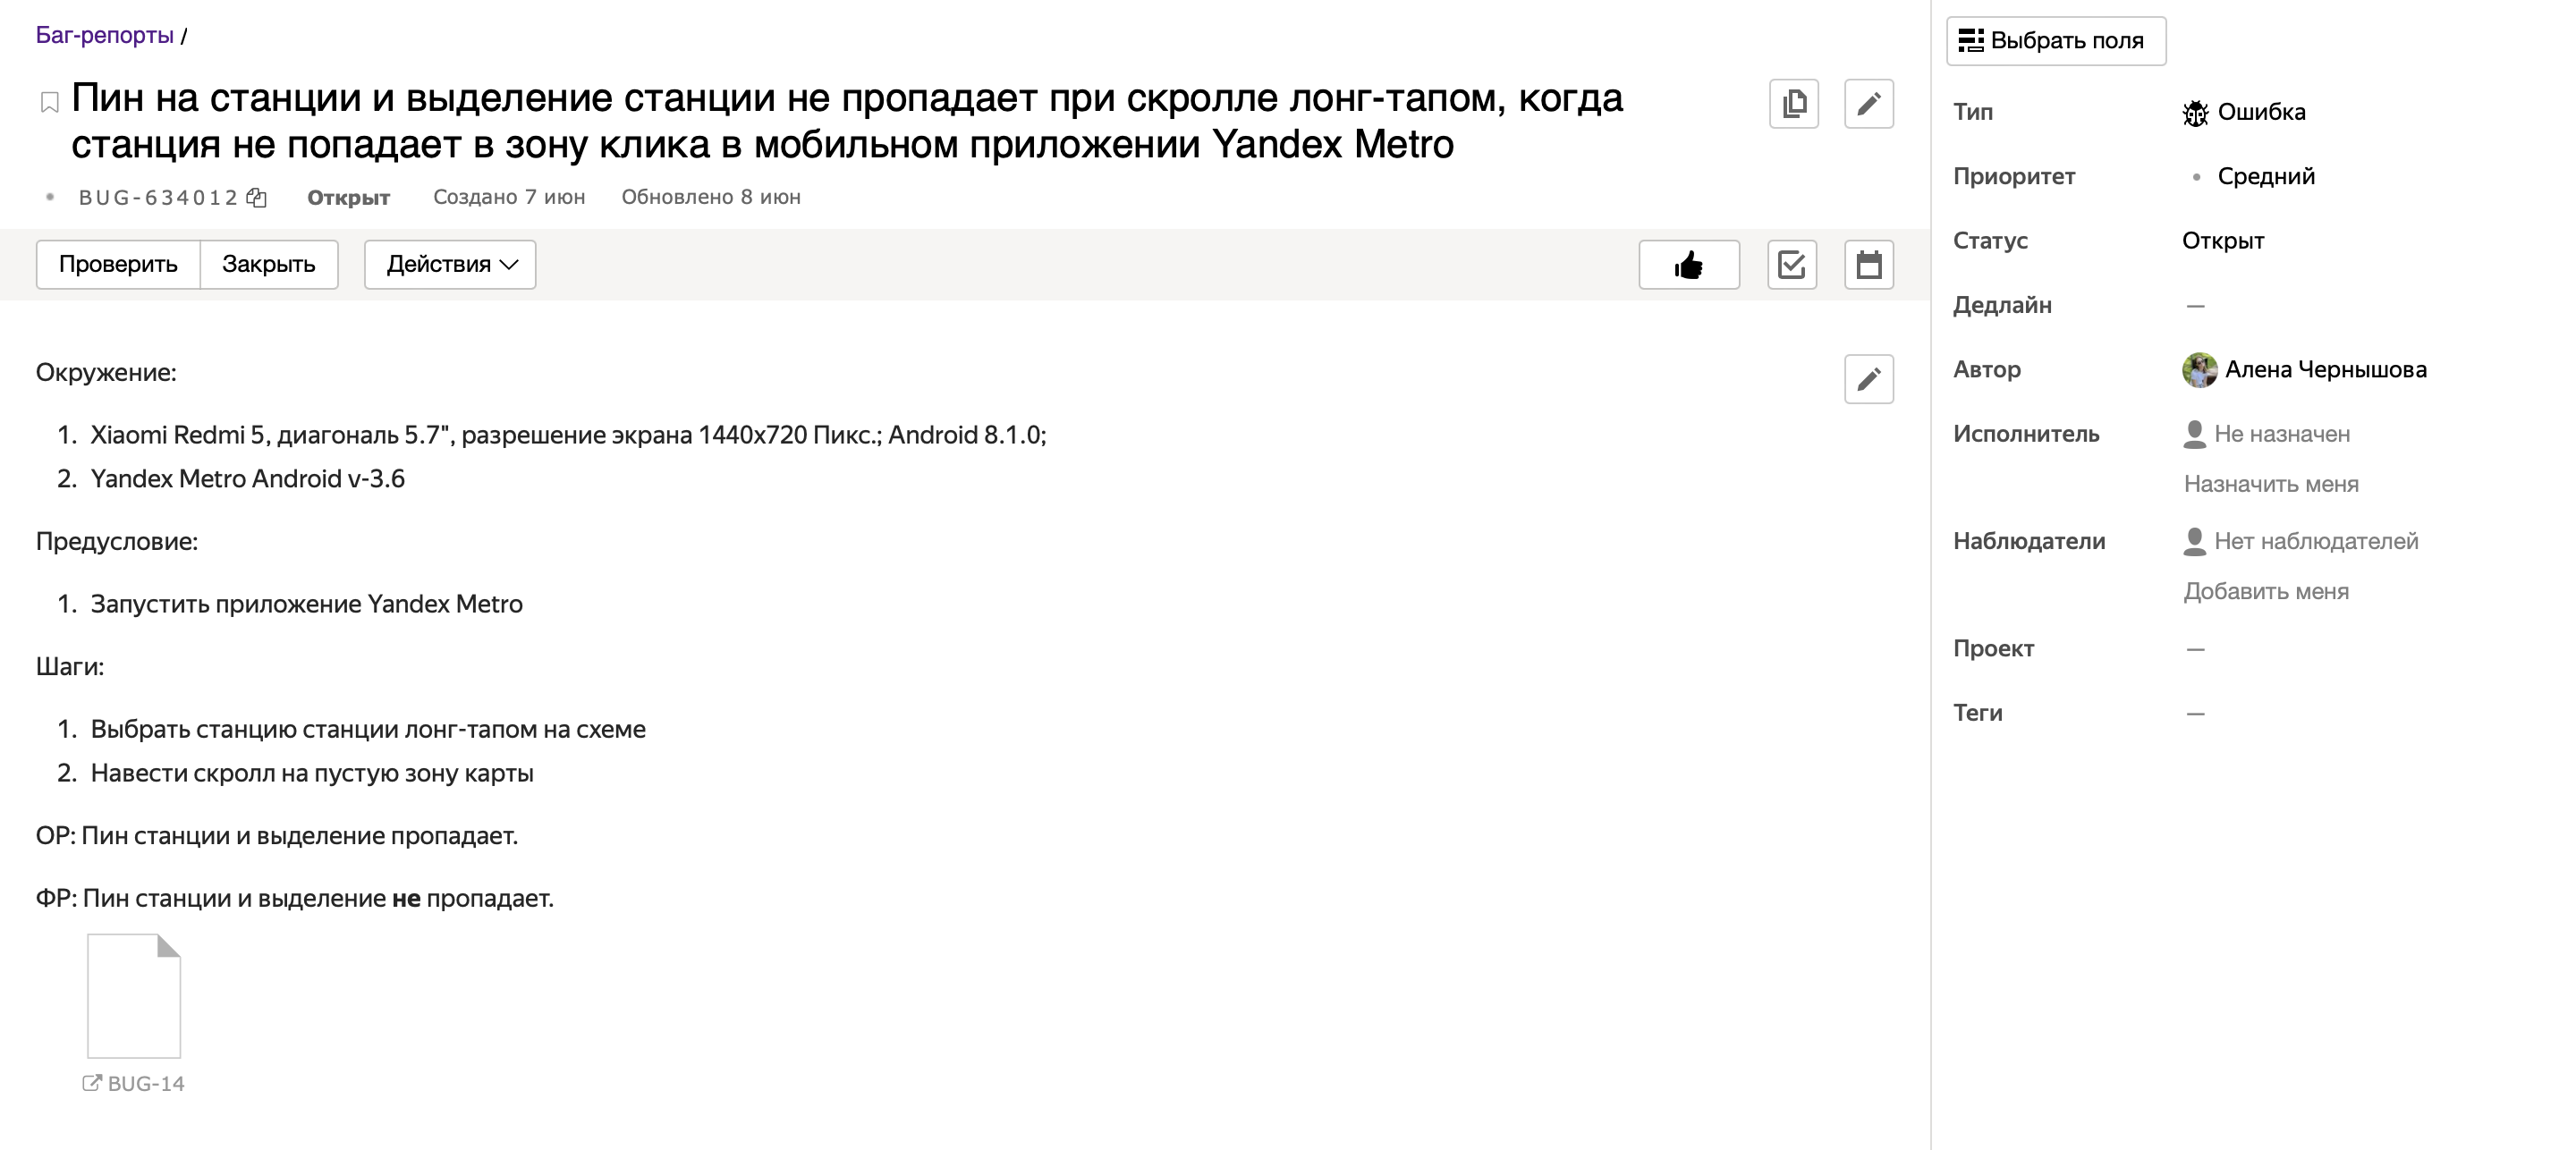 Баг-репорты /
Пин на станции и выделение станции не пропадает при скролле лонг-тапом, когда
станция не попадает в зону клика в мобильном приложении Yandex Metro
BUG-634012 Открыт Создано 7 июн Обновлено 8 июн
Проверить Закрыть Действия
Окружение:
1. Xiaomi Redmi 5, диагональ 5.7", разрешение экрана 1440x720 Пикс.; Android 8.1.0;
2. Yandex Metro Android v-3.6
Предусловие:
1. Запустить приложение Yandex Metro
Шаги:
1. Выбрать станцию станции лонг-тапом на схеме
2. Навести скролл на пустую зону карты
ОР: Пин станции и выделение пропадает.
ФР: Пин станции и выделение не пропадает.
BUG-14
Выбрать поля
Тип Ошибка
Приоритет Средний
Статус Открыт
Дедлайн —
Автор Алена Чернышова
Исполнитель Не назначен
Назначить меня
Наблюдатели Нет наблюдателей
Добавить меня
Проект —
Теги —